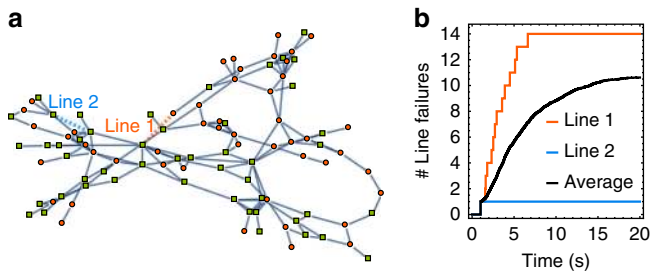 a
Line 2
Line 1
b
# Line failures
14
12
10
8
6
4
2
0
Line 1
Line 2
Average
0 5 10 15 20
Time (s)